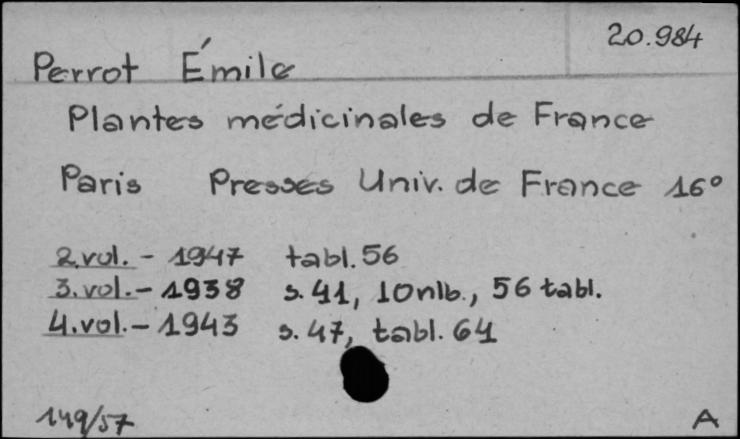 20.984
Perrot Émile
Plantes médicinales de France
Paris Presses Univ. de France 16°
2.vol. - 1947 tabl. 56
3.vol. - 1938 s. 41, 10nlb., 56 tabl.
4.vol. - 1943 s. 47, tabl. 64
149/57
A